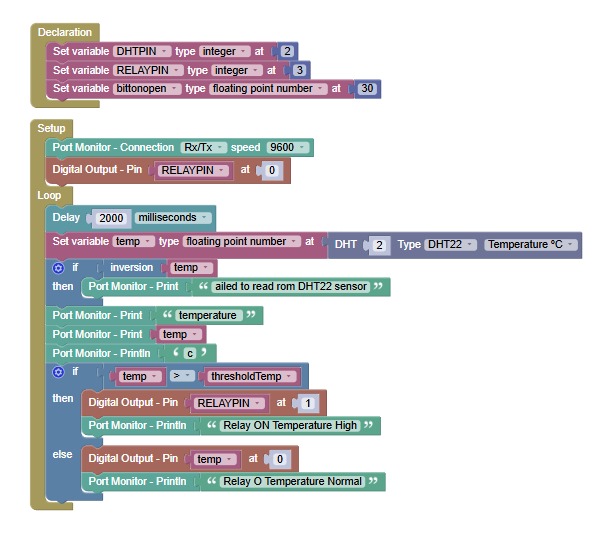 Declaration
Set variable DHTPIN type integer at 2
Set variable RELAYPIN type integer at 3
Set variable bittonopen type floating point number at 30
Setup
Port Monitor - Connection Rx/Tx speed 9600
Digital Output - Pin RELAYPIN at 0
Loop
Delay 2000 milliseconds
Set variable temp type floating point number at DHT 2 Type DHT22 Temperature ºC
if inversion temp
then Port Monitor - Print “ ailed to read rom DHT22 sensor ”
Port Monitor - Print “ temperature ”
Port Monitor - Print temp
Port Monitor - Println ‘ c ’
if temp > thresholdTemp
then Digital Output - Pin RELAYPIN at 1
Port Monitor - Println “ Relay ON Temperature High ”
else Digital Output - Pin temp at 0
Port Monitor - Println “ Relay O Temperature Normal ”